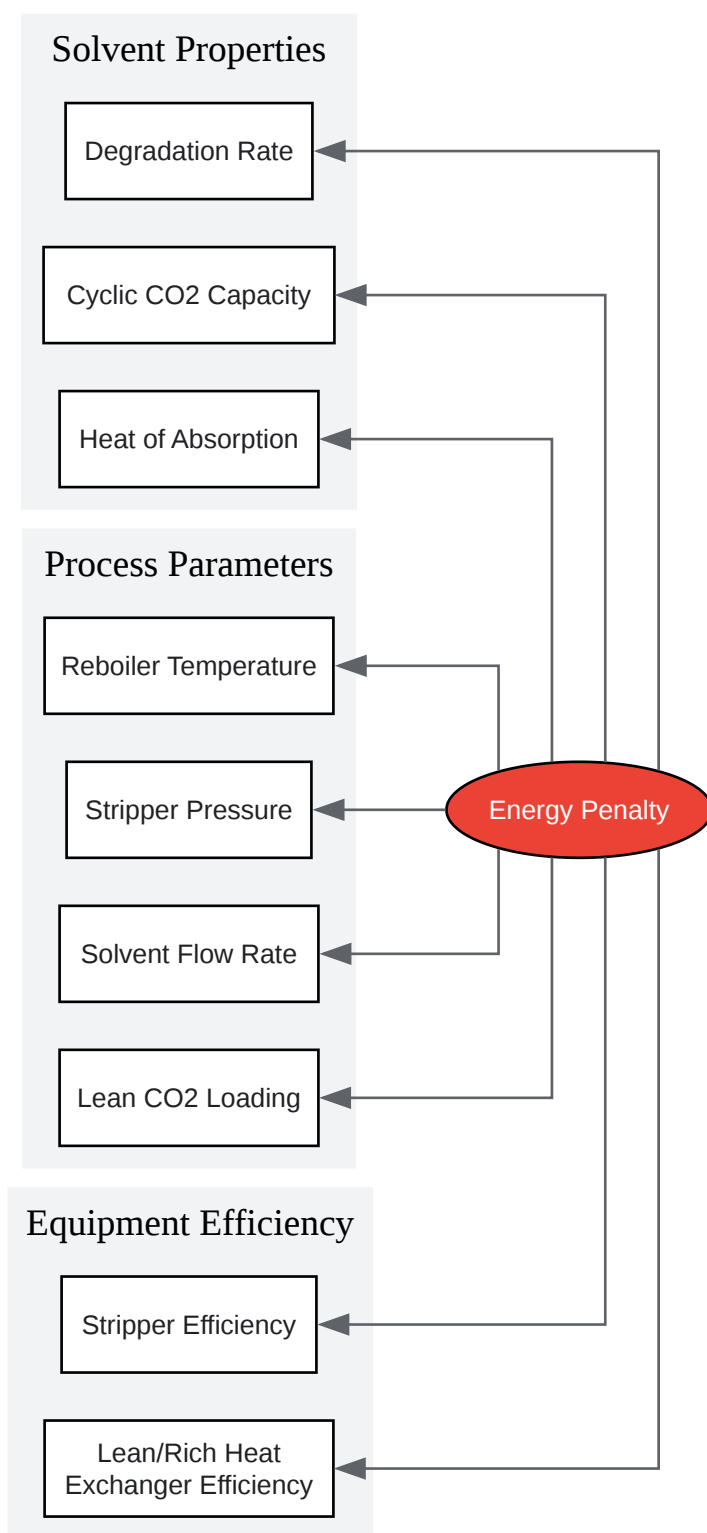 Solvent Properties
Degradation Rate
Cyclic CO2 Capacity
Heat of Absorption
Process Parameters
Reboiler Temperature
Stripper Pressure
Energy Penalty
Solvent Flow Rate
Lean CO2 Loading
Equipment Efficiency
Stripper Efficiency
Lean/Rich Heat
Exchanger Efficiency